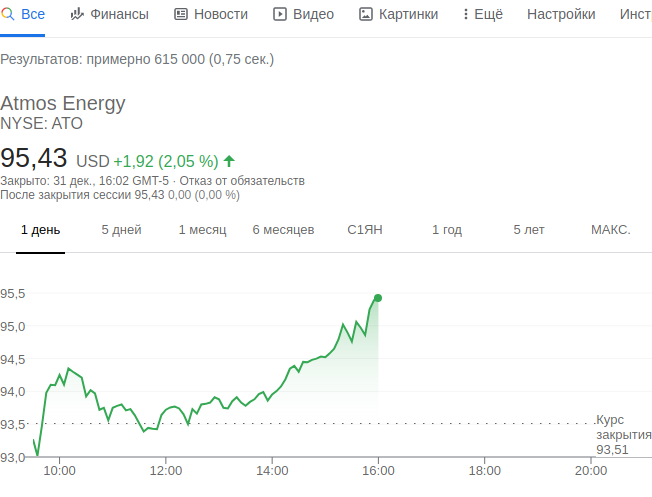 Все Финансы Новости Видео Картинки Ещё Настройки Инст
Результатов: примерно 615 000 (0,75 сек.)
Atmos Energy
NYSE: ATO
95,43 USD +1,92 (2,05 %)
Закрыто: 31 дек., 16:02 GMT-5 · Отказ от обязательств
После закрытия сессии 95,43 0,00 (0,00 %)
1 день 5 дней 1 месяц 6 месяцев С1ЯН 1 год 5 лет МАКС.
95,5
95,0
94,5
94,0
93,5
93,0
Курс
закрытия
93,51
10:00 12:00 14:00 16:00 18:00 20:00